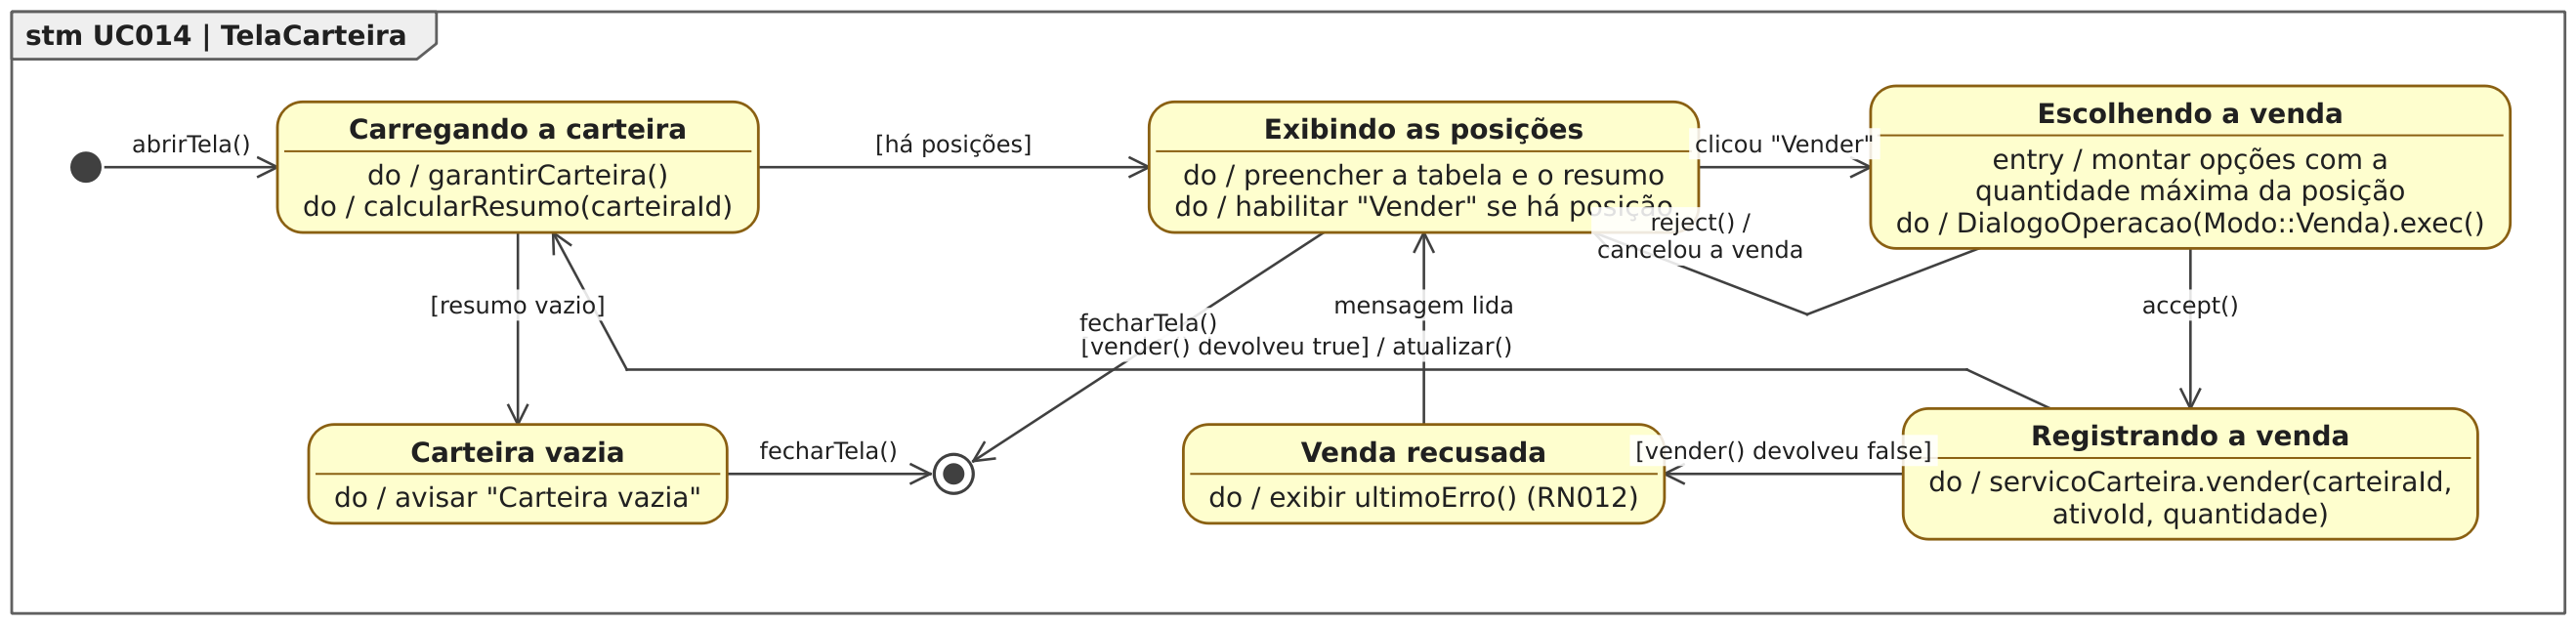 stm UC014 | TelaCarteira
abrirTela()
Carregando a carteira
do / garantirCarteira()
do / calcularResumo(carteiraId)
[há posições]
Exibindo as posições
do / preencher a tabela e o resumo
do / habilitar "Vender" se há posição
clicou "Vender"
Escolhendo a venda
entry / montar opções com a
quantidade máxima da posição
do / DialogoOperacao(Modo::Venda).exec()
reject() /
cancelou a venda
[resumo vazio]
fecharTela()
mensagem lida
accept()
[vender() devolveu true] / atualizar()
Carteira vazia
do / avisar "Carteira vazia"
fecharTela()
Venda recusada
do / exibir ultimoErro() (RN012)
[vender() devolveu false]
Registrando a venda
do / servicoCarteira.vender(carteiraId,
ativoId, quantidade)